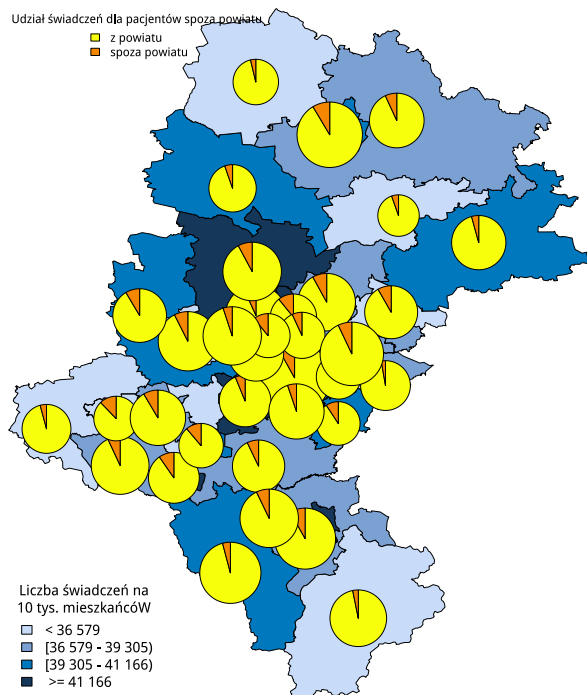 Udział świadczeń dla pacjentów spoza powiatu
z powiatu
spoza powiatu
Liczba świadczeń na
10 tys. mieszkańcóW
< 36 579
[36 579 - 39 305)
[39 305 - 41 166)
>= 41 166